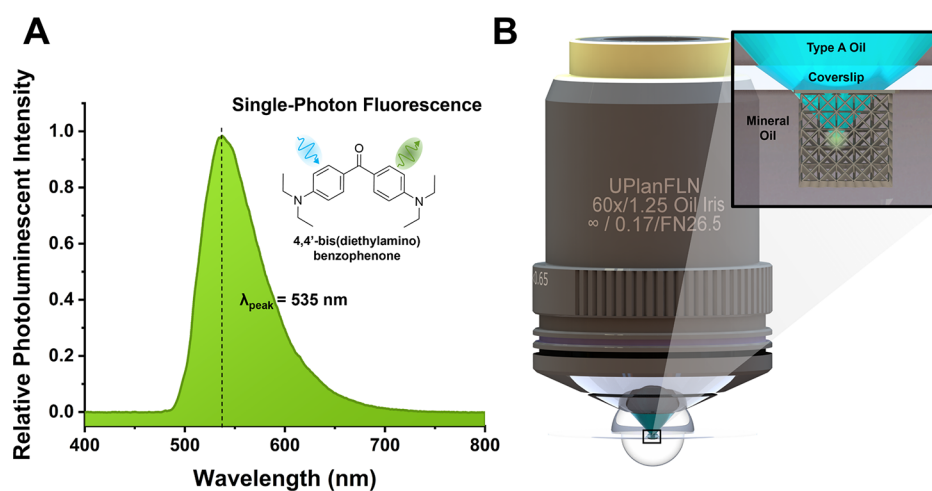 A
Single-Photon Fluorescence
O
N
N
4,4'-bis(diethylamino)
benzophenone
λpeak = 535 nm
Relative Photoluminescent Intensity
1.0
0.8
0.6
0.4
0.2
0.0
400
500
600
700
800
Wavelength (nm)
B
UPlanFLN
60x/1.25 Oil Iris
∞ / 0.17/FN26.5
0.65
Type A Oil
Coverslip
Mineral
Oil